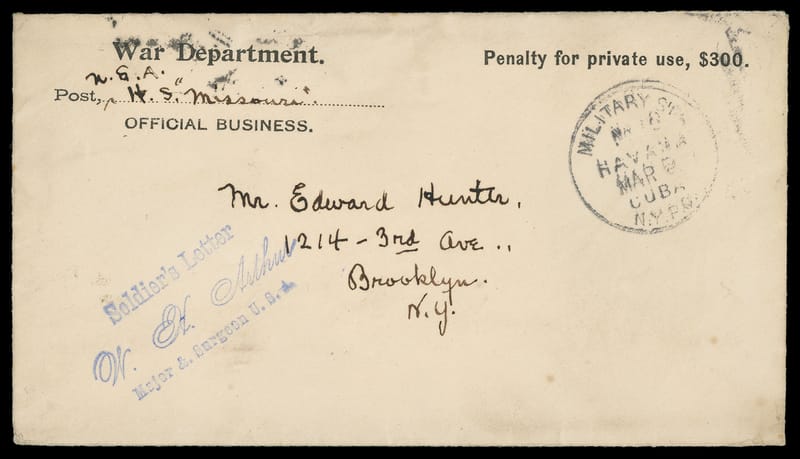 War Department.
Penalty for private use, $300.
Post, H. S. "Missouri".
OFFICIAL BUSINESS.
MILITARY
HAVANA
MAR
CUBA
N.Y.P.O.
Mr. Edward Hunter,
1214 - 3rd Ave.,
Brooklyn.
N.Y.
Soldier's Letter
W. H. Arthur
Major & Surgeon U. S. A.